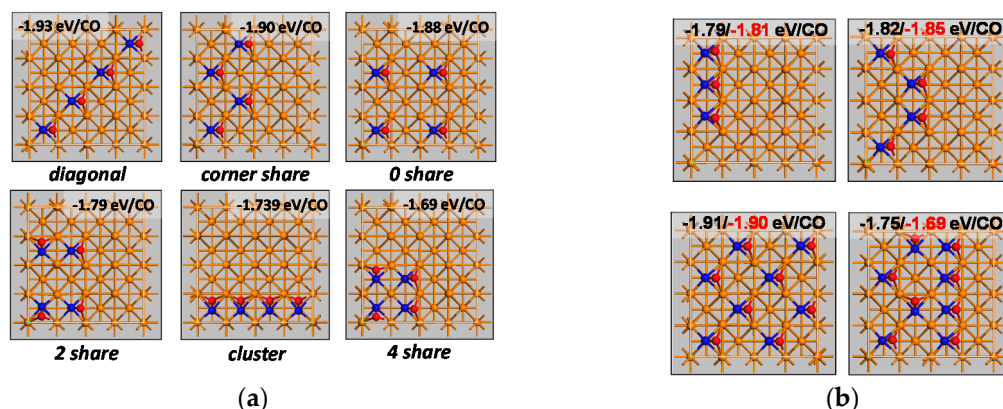 -1.93 eV/CO
-1.90 eV/CO
-1.88 eV/CO
diagonal
corner share
0 share
-1.79 eV/CO
-1.739 eV/CO
-1.69 eV/CO
2 share
cluster
4 share
(a)
-1.79/-1.81 eV/CO
-1.82/-1.85 eV/CO
-1.91/-1.90 eV/CO
-1.75/-1.69 eV/CO
(b)